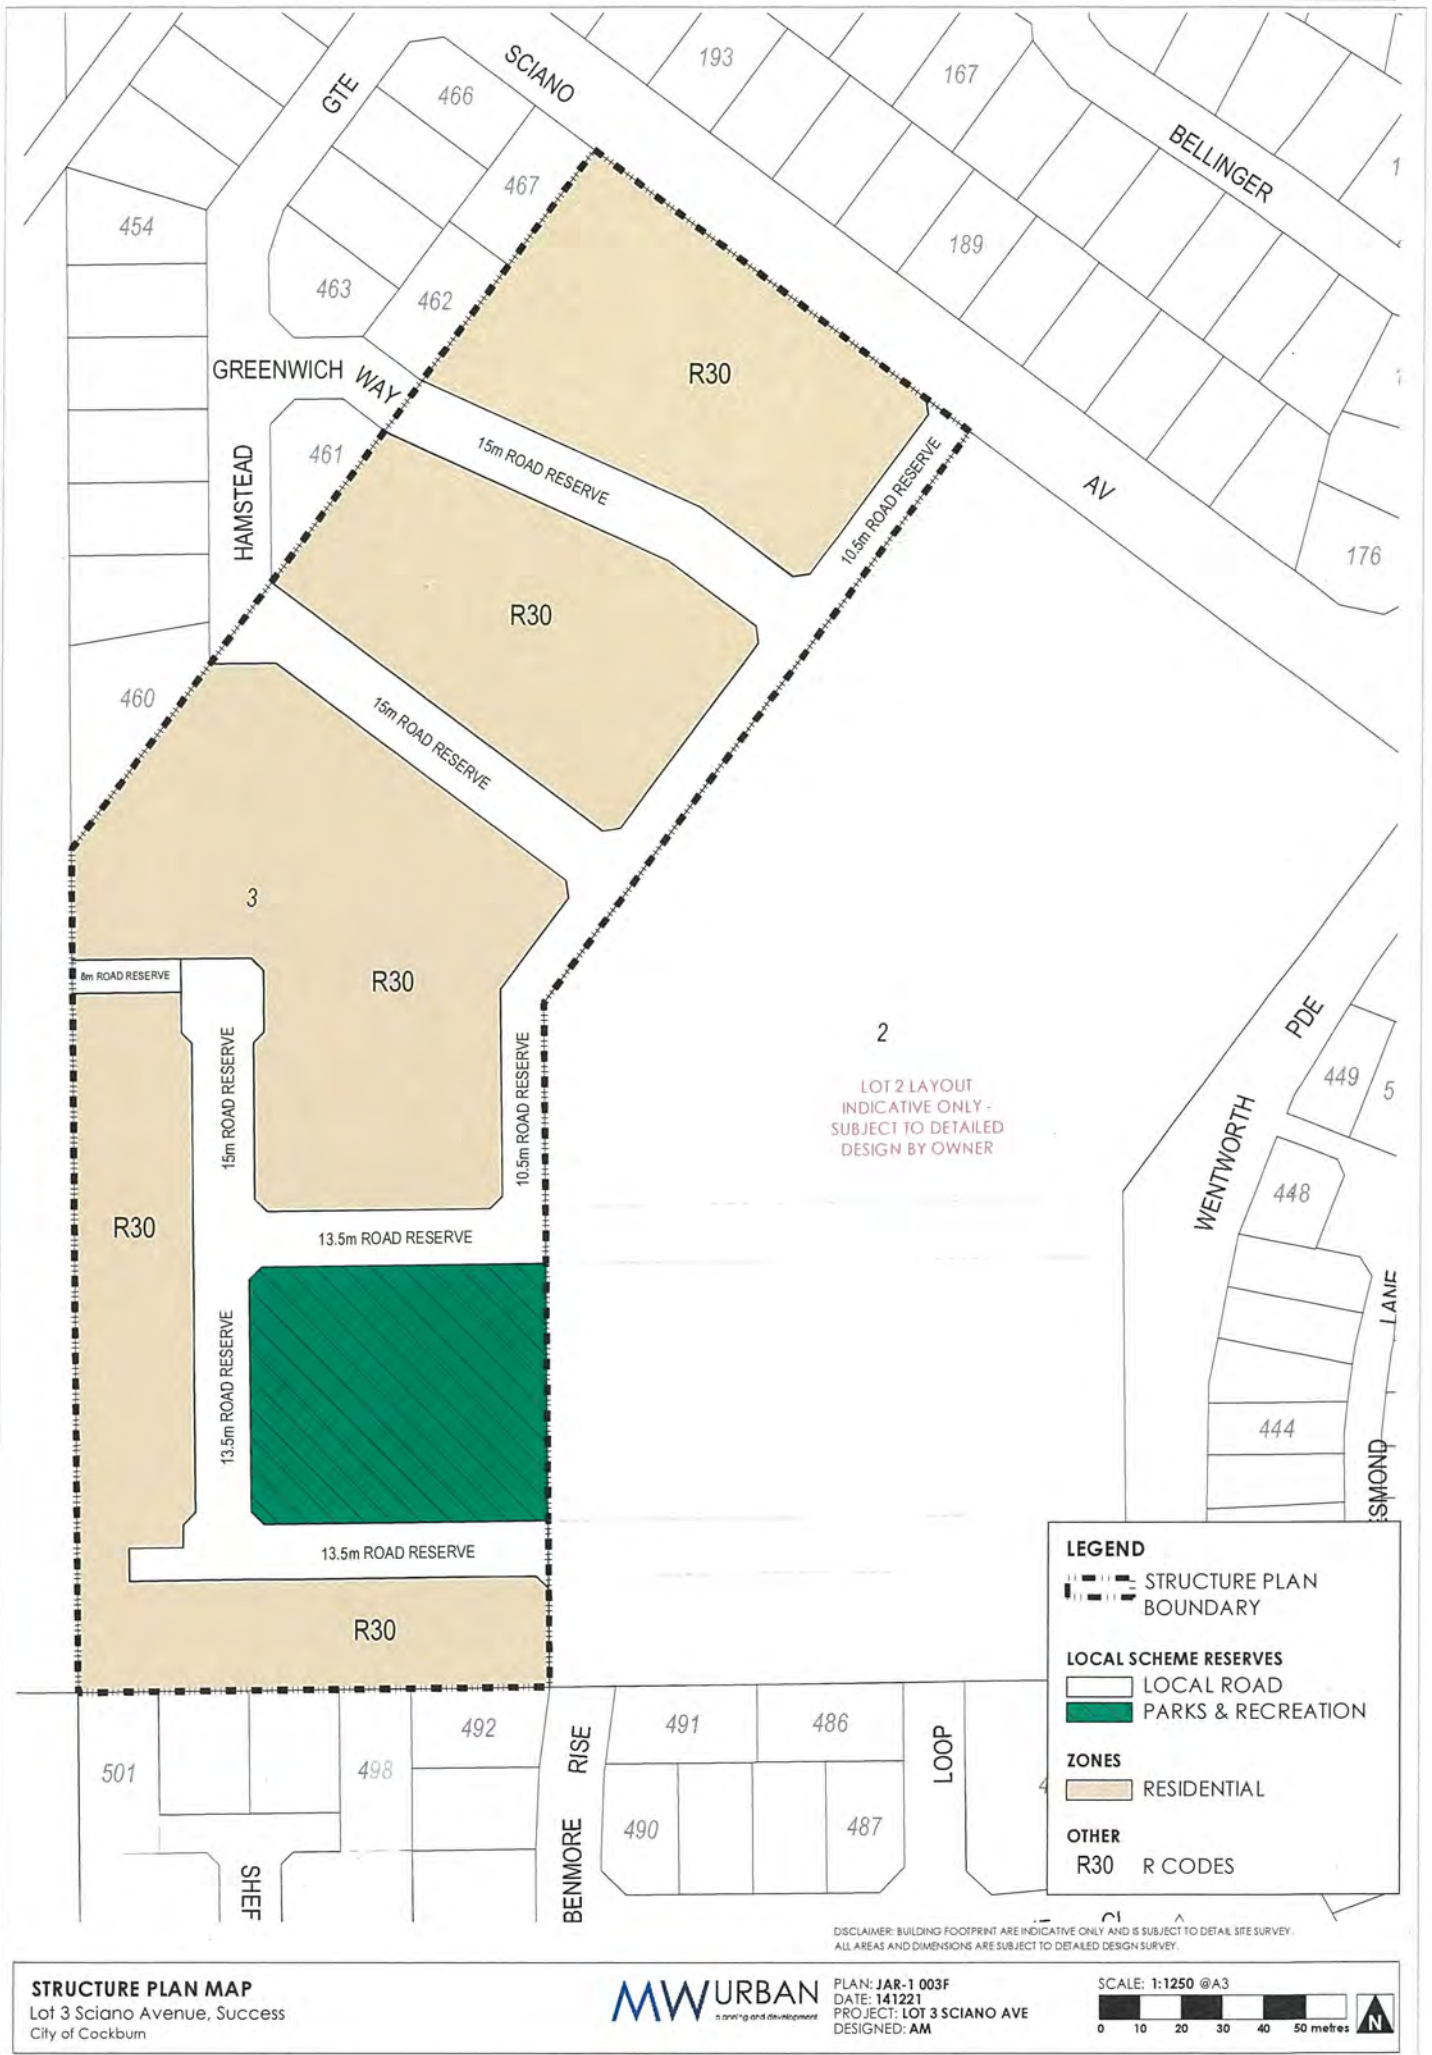 SCIANO
193
167
GTE
466
BELLINGER
467
454
189
463
462
GREENWICH WAY
R30
461
15m ROAD RESERVE
10.5m ROAD RESERVE
HAMSTEAD
AV
176
R30
460
15m ROAD RESERVE
3
R30
8m ROAD RESERVE
2
PDE
LOT 2 LAYOUT
INDICATIVE ONLY -
SUBJECT TO DETAILED
DESIGN BY OWNER
449
5
15m ROAD RESERVE
10.5m ROAD RESERVE
WENTWORTH
448
R30
13.5m ROAD RESERVE
LANE
13.5m ROAD RESERVE
444
SMOND
13.5m ROAD RESERVE
R30
LEGEND
STRUCTURE PLAN
BOUNDARY
LOCAL SCHEME RESERVES
LOCAL ROAD
PARKS & RECREATION
ZONES
RESIDENTIAL
OTHER
R30 R CODES
492
491
486
RISE
LOOP
501
498
490
487
SHEF
BENMORE
DISCLAIMER: BUILDING FOOTPRINT ARE INDICATIVE ONLY AND IS SUBJECT TO DETAIL SITE SURVEY.
ALL AREAS AND DIMENSIONS ARE SUBJECT TO DETAILED DESIGN SURVEY.
STRUCTURE PLAN MAP
Lot 3 Sciano Avenue, Success
City of Cockburn
MW URBAN
planning and development
PLAN: JAR-1 003F
DATE: 141221
PROJECT: LOT 3 SCIANO AVE
DESIGNED: AM
SCALE: 1:1250 @A3
0 10 20 30 40 50 metres
N